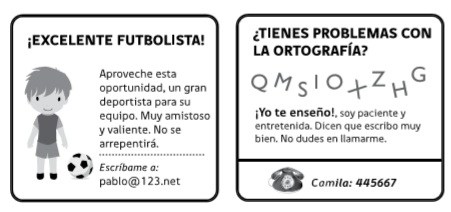 ¡EXCELENTE FUTBOLISTA!
Aproveche esta
oportunidad, un gran
deportista para su
equipo. Muy amistoso
y valiente. No se
arrepentirá.
Escríbame a:
pablo@123.net
¿TIENES PROBLEMAS CON
LA ORTOGRAFÍA?
Q M S I O X Z H G
¡Yo te enseño!, soy paciente y
entretenida. Dicen que escribo muy
bien. No dudes en llamarme.
Camila: 445667